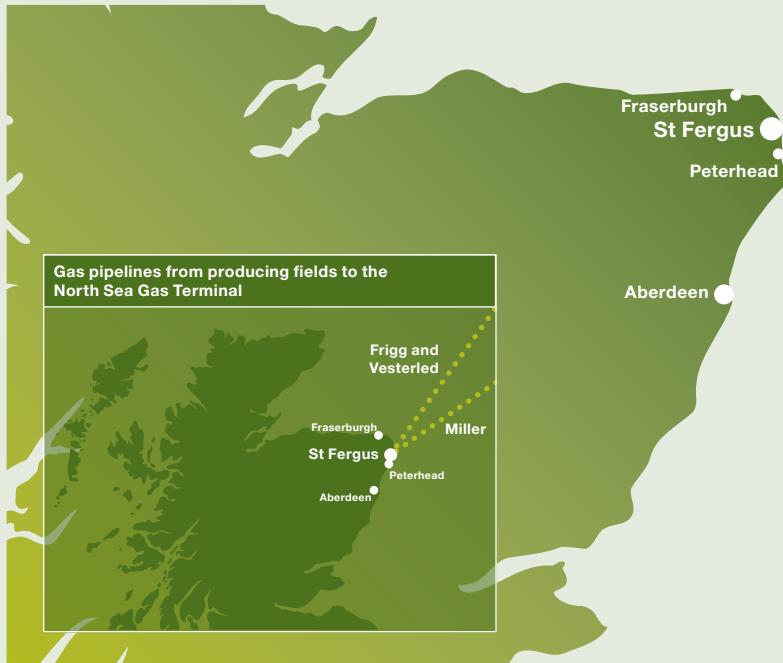 Fraserburgh
St Fergus
Peterhead
Aberdeen
Gas pipelines from producing fields to the
North Sea Gas Terminal
Frigg and
Vesterled
Miller
Fraserburgh
St Fergus
Peterhead
Aberdeen